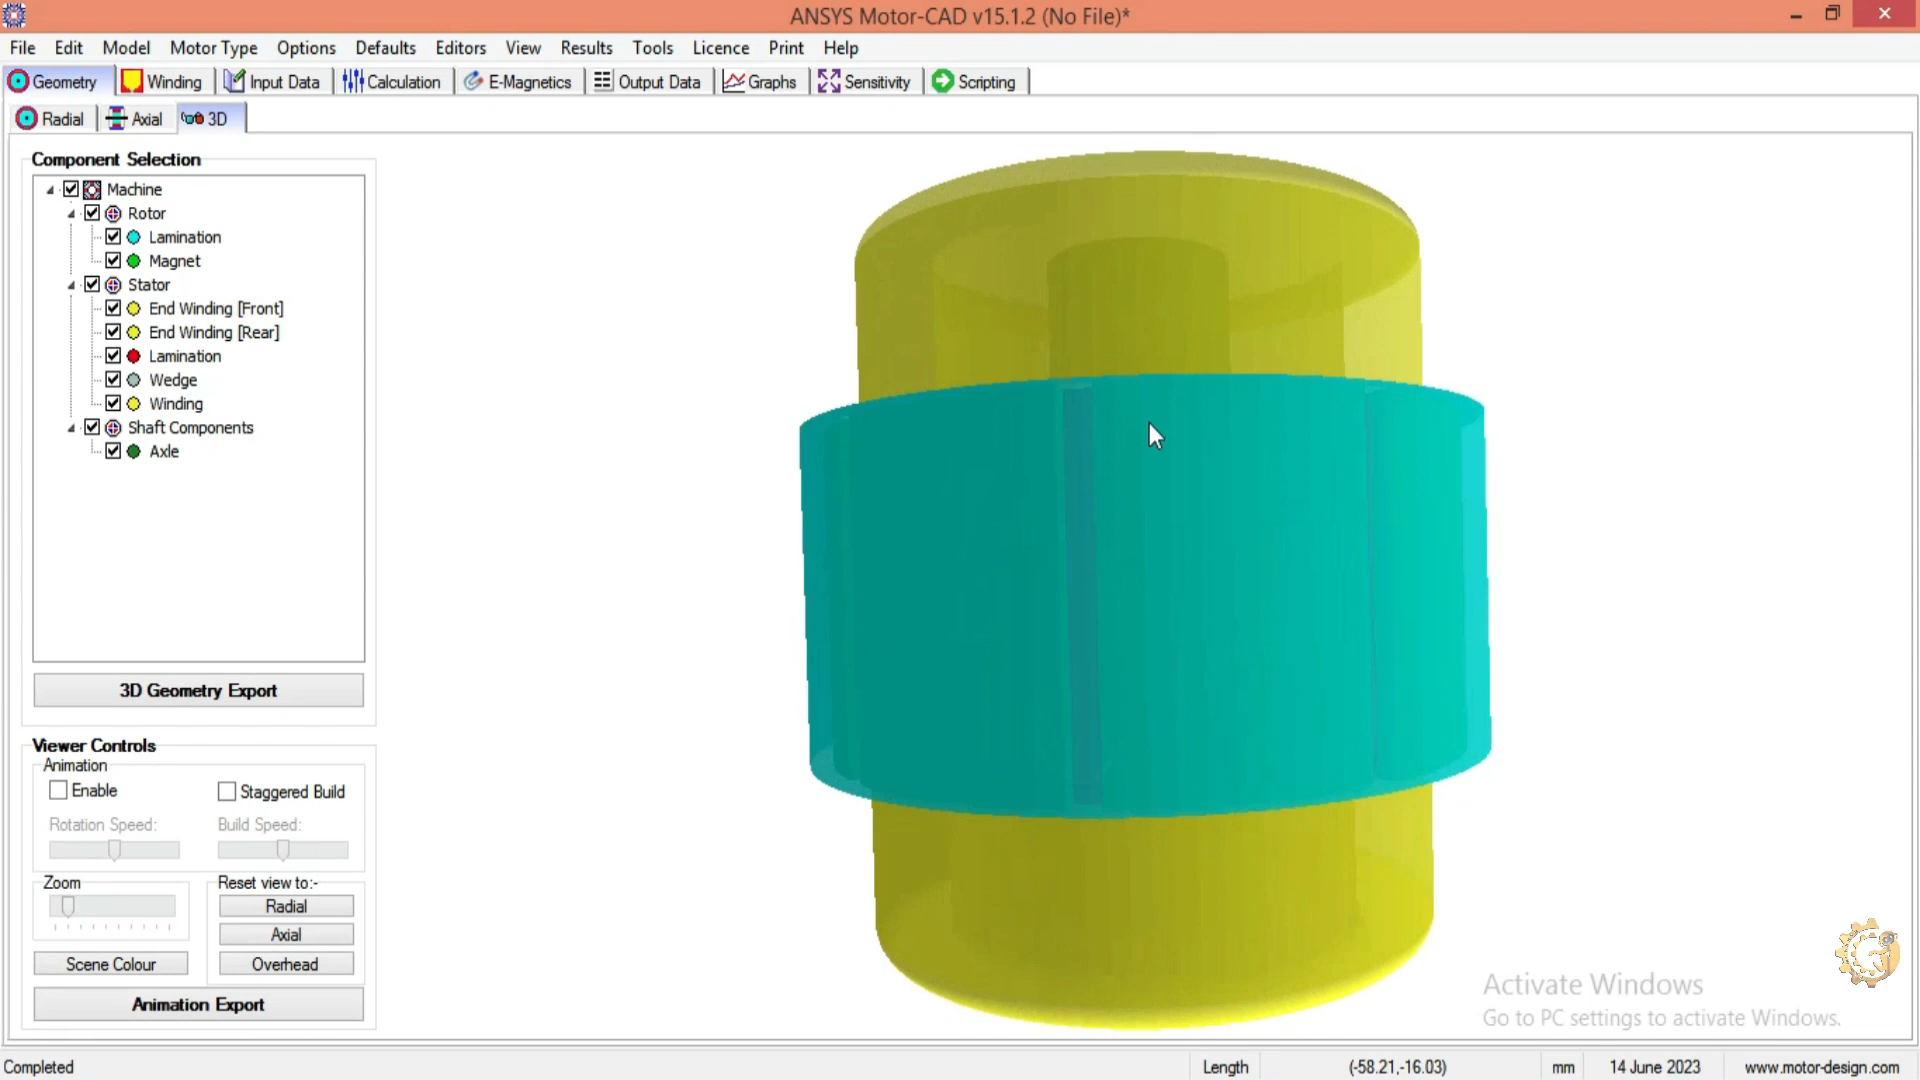 ANSYS Motor-CAD v15.1.2 (No File)*
File Edit Model Motor Type Options Defaults Editors View Results Tools Licence Print Help
Geometry Winding Input Data Calculation E-Magnetics Output Data Graphs Sensitivity Scripting
Radial Axial 3D
Component Selection
Machine
Rotor
Lamination
Magnet
Stator
End Winding [Front]
End Winding [Rear]
Lamination
Wedge
Winding
Shaft Components
Axle
3D Geometry Export
Viewer Controls
Animation
Enable Staggered Build
Rotation Speed: Build Speed:
Zoom Reset view to:-
Radial
Axial
Scene Colour Overhead
Animation Export
Activate Windows
Go to PC settings to activate Windows.
Completed Length (-58.21,-16.03) mm 14 June 2023 www.motor-design.com